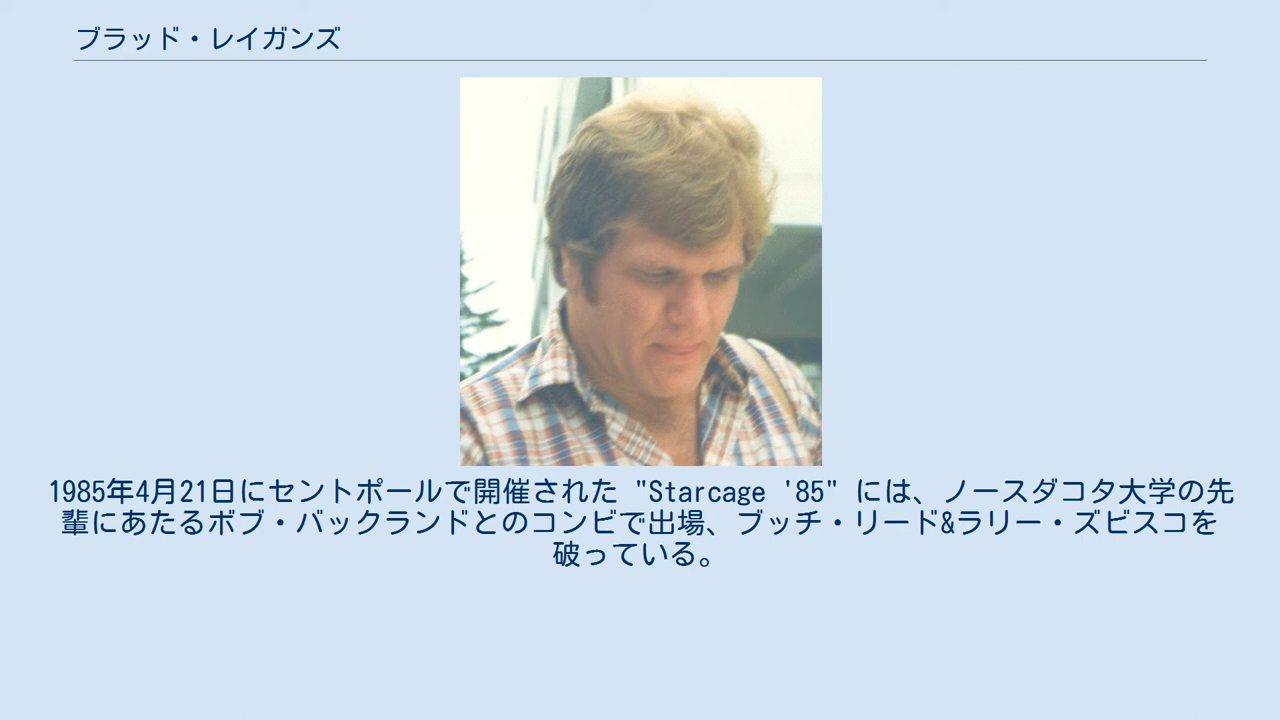 ブラッド・レイガンズ
1985年4月21日にセントポールで開催された "Starcage '85" には、ノースダコタ大学の先
輩にあたるボブ・バックランドとのコンビで出場、ブッチ・リード&ラリー・ズビスコを
破っている。